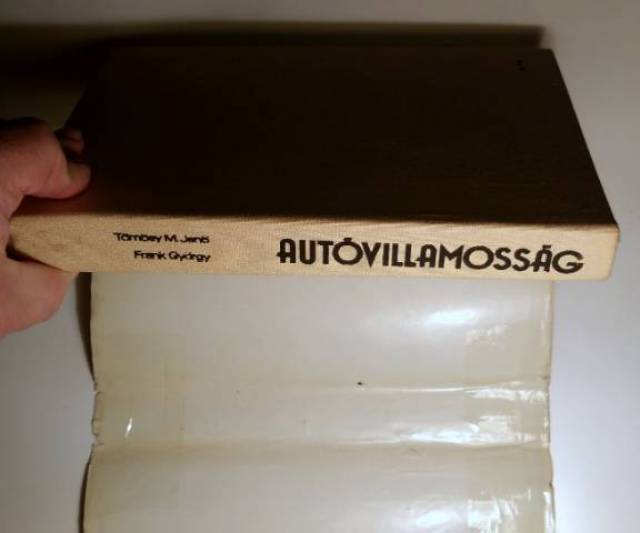 Tömbey M. Jenő
Frank György
AUTÓVILLAMOSSÁG